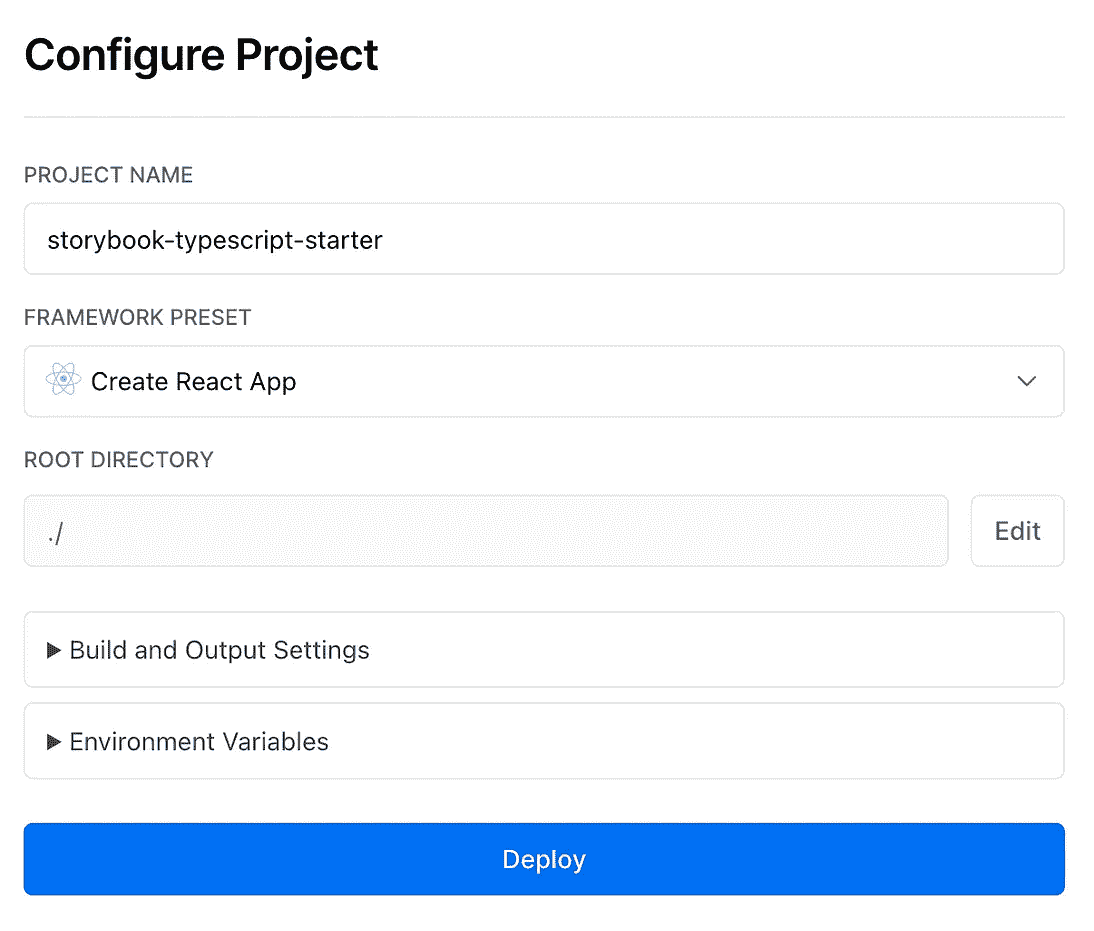 Configure Project
PROJECT NAME
storybook-typescript-starter
FRAMEWORK PRESET
Create React App
ROOT DIRECTORY
./
Edit
Build and Output Settings
Environment Variables
Deploy